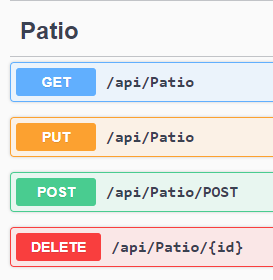 Patio
GET /api/Patio
PUT /api/Patio
POST /api/Patio/POST
DELETE /api/Patio/{id}